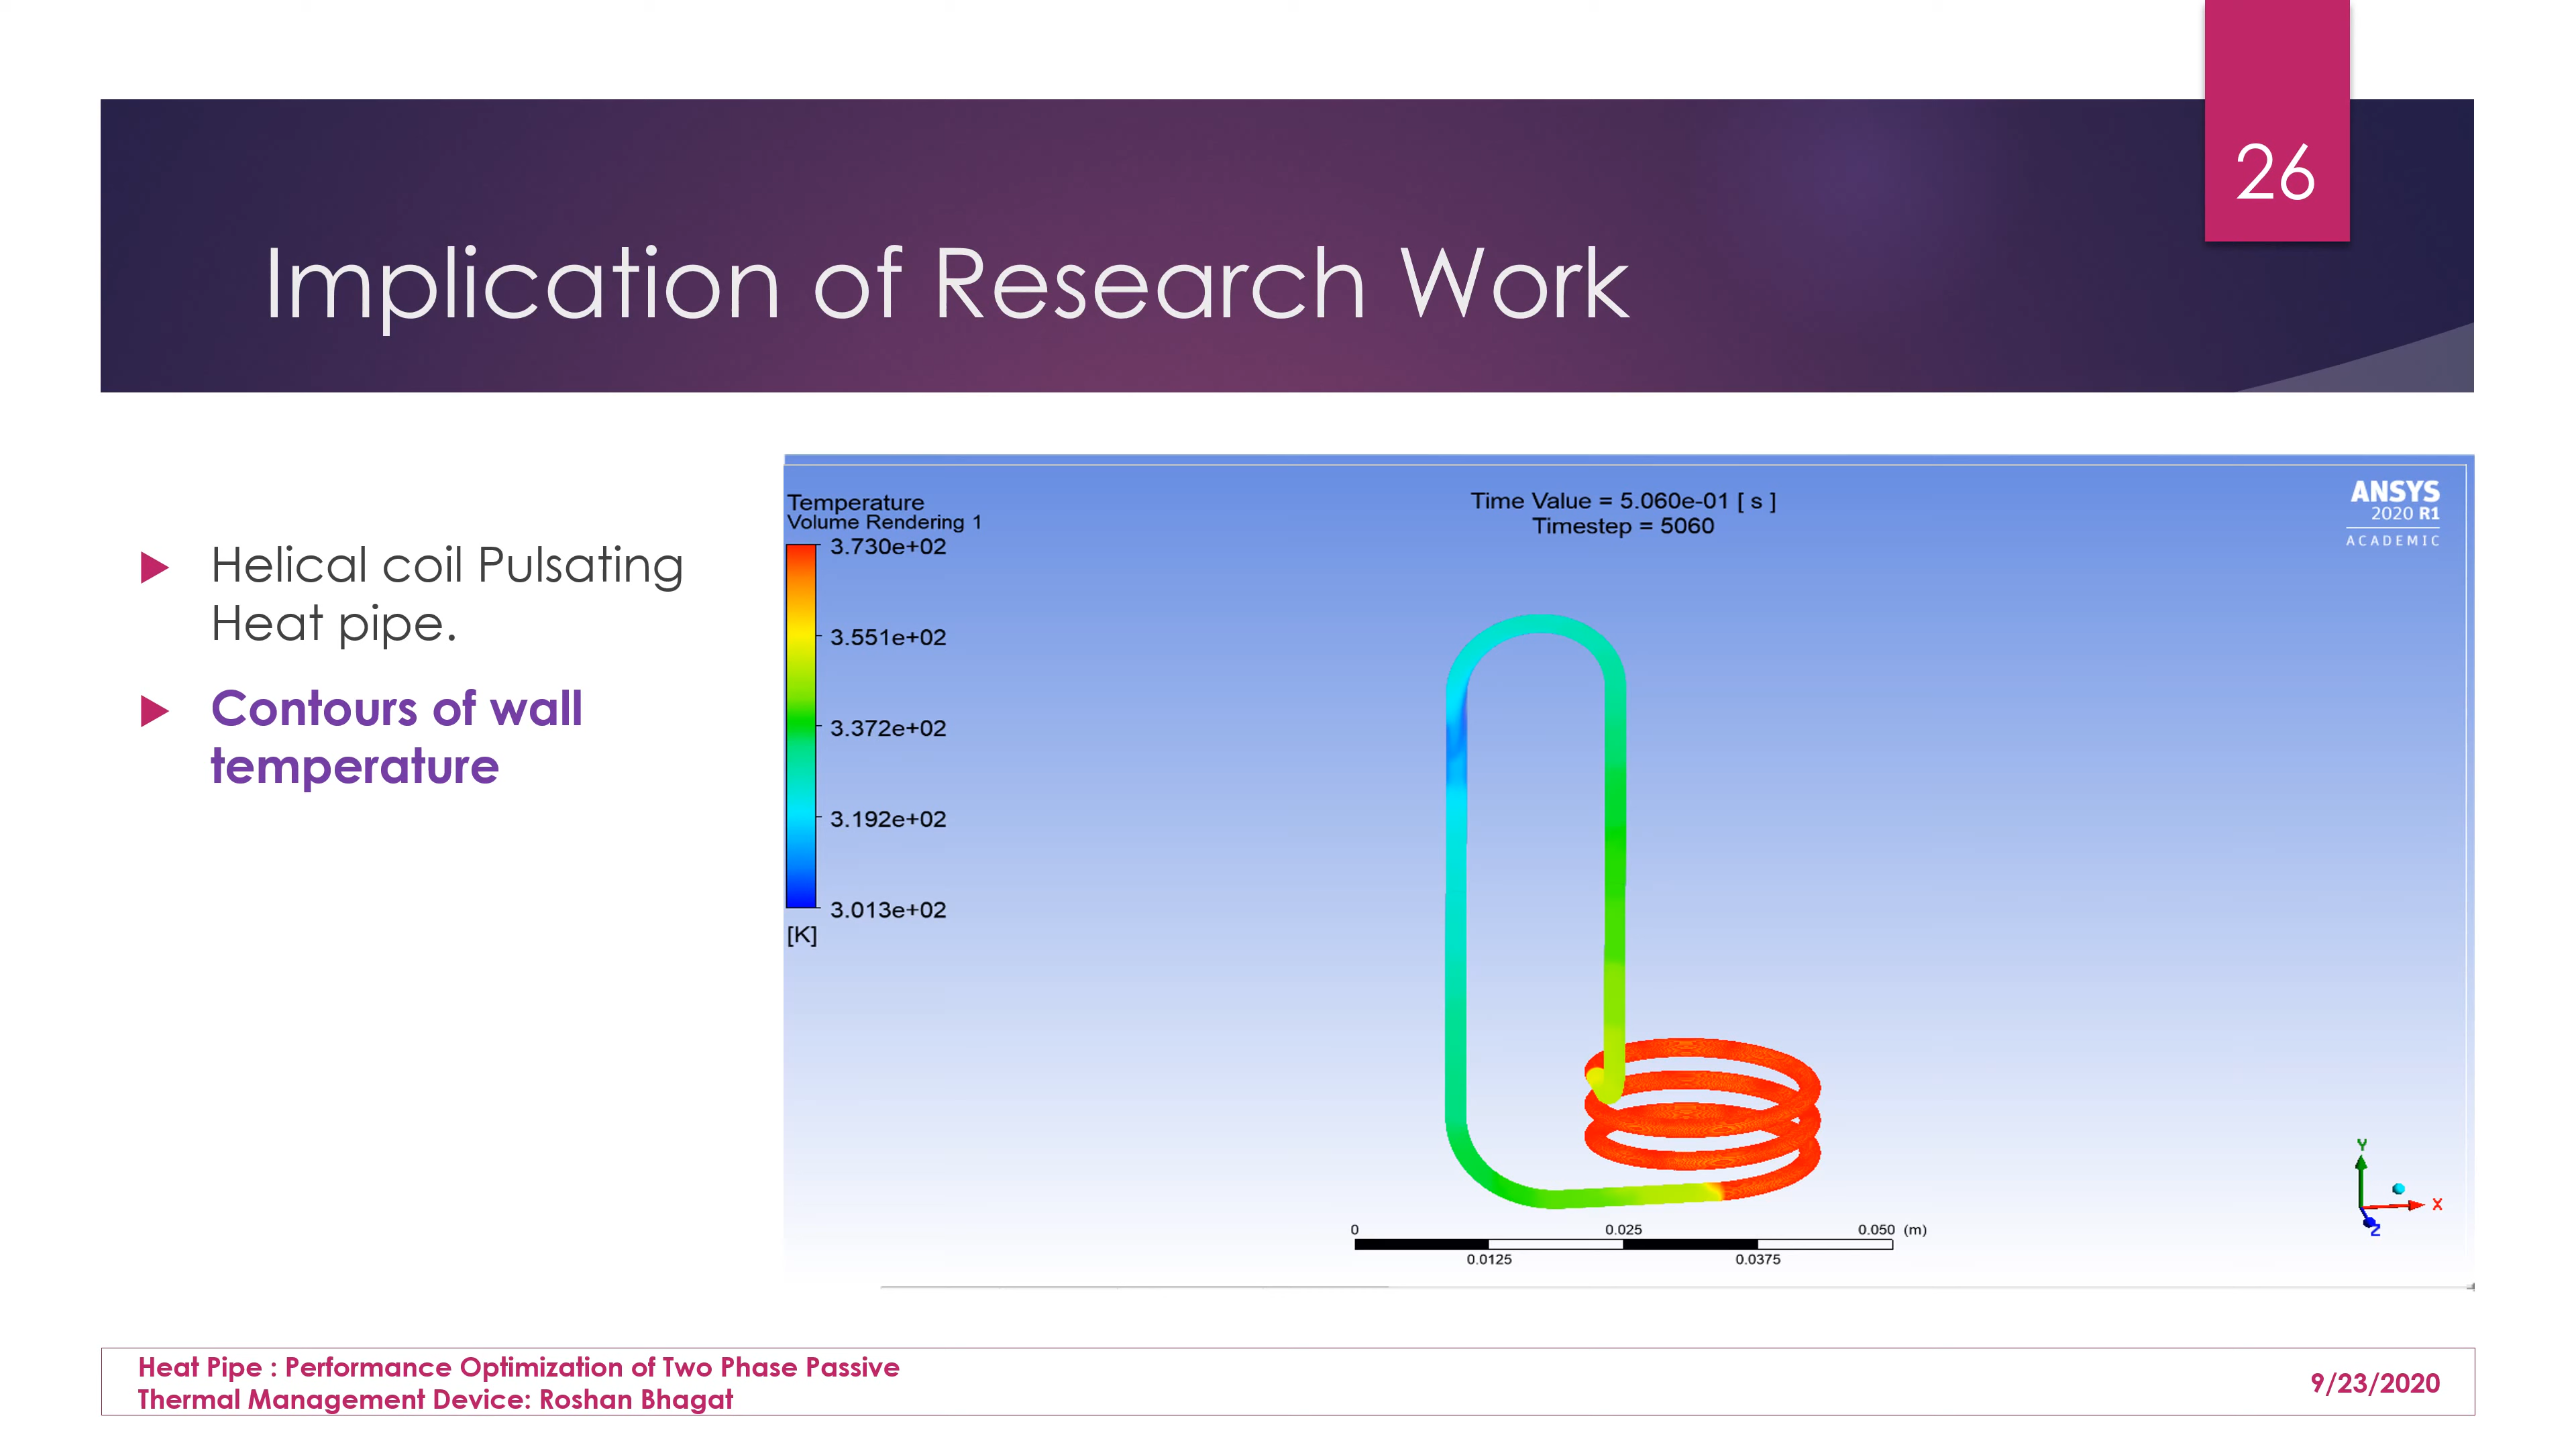 26
Implication of Research Work
Helical coil Pulsating
Heat pipe.
Contours of wall
temperature
Temperature
Volume Rendering 1
3.730e+02
3.551e+02
3.372e+02
3.192e+02
3.013e+02
[K]
Time Value = 5.060e-01 [ s ]
Timestep = 5060
ANSYS
2020 R1
ACADEMIC
0 0.025 0.050 (m)
0.0125 0.0375
Y
X
Z
Heat Pipe : Performance Optimization of Two Phase Passive
Thermal Management Device: Roshan Bhagat
9/23/2020